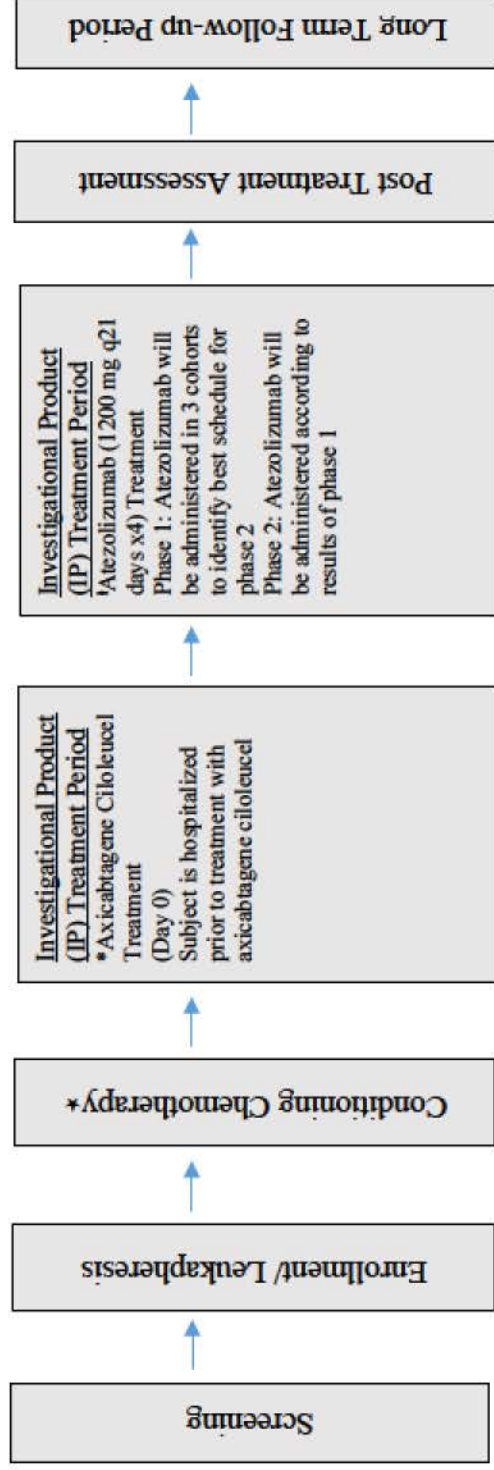 Screening
Enrollment/ Leukapheresis
Conditioning Chemotherapy★
Investigational Product
(IP) Treatment Period
*Axicabtagene Ciloleucel
Treatment
(Day 0)
Subject is hospitalized
prior to treatment with
axicabtagene ciloleucel
Investigational Product
(IP) Treatment Period
ᵗAtezolizumab (1200 mg q21
days x4) Treatment
Phase 1: Atezolizumab will
be administered in 3 cohorts
to identify best schedule for
phase 2
Phase 2: Atezolizumab will
be administered according to
results of phase 1
Post Treatment Assessment
Long Term Follow-up Period